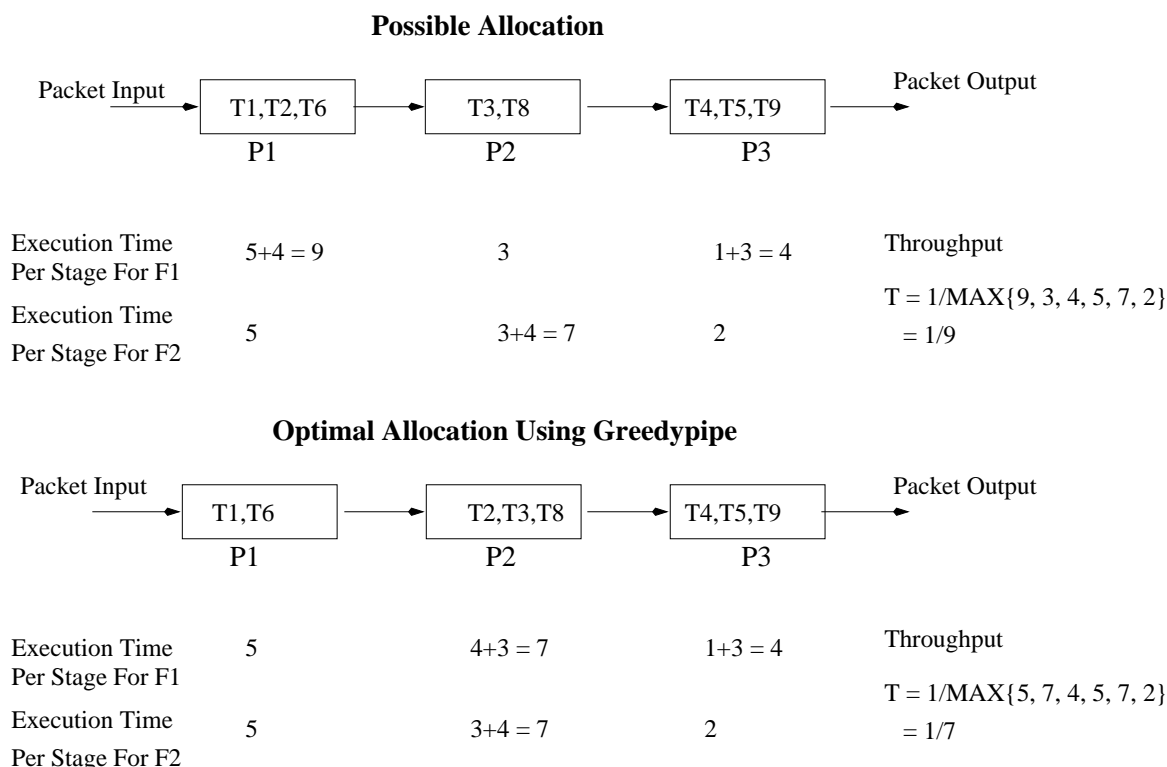 Possible Allocation
Packet Input
Packet Output
T1,T2,T6
T3,T8
T4,T5,T9
P1
P2
P3
Execution Time
Per Stage For F1
5+4 = 9
3
1+3 = 4
Throughput
T = 1/MAX{9, 3, 4, 5, 7, 2}
= 1/9
Execution Time
Per Stage For F2
5
3+4 = 7
2
Optimal Allocation Using Greedypipe
Packet Input
Packet Output
T1,T6
T2,T3,T8
T4,T5,T9
P1
P2
P3
Execution Time
Per Stage For F1
5
4+3 = 7
1+3 = 4
Throughput
T = 1/MAX{5, 7, 4, 5, 7, 2}
= 1/7
Execution Time
Per Stage For F2
5
3+4 = 7
2